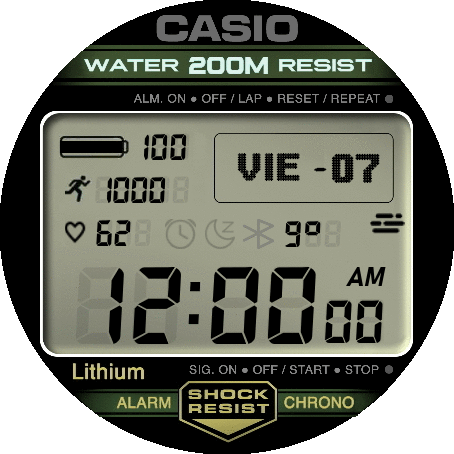 CASIO
WATER 200M RESIST
ALM. ON • OFF / LAP • RESET / REPEAT •
100
VIE -07
1000
62 9°
12:00 00 AM
Lithium SIG. ON • OFF / START • STOP •
ALARM SHOCK RESIST CHRONO